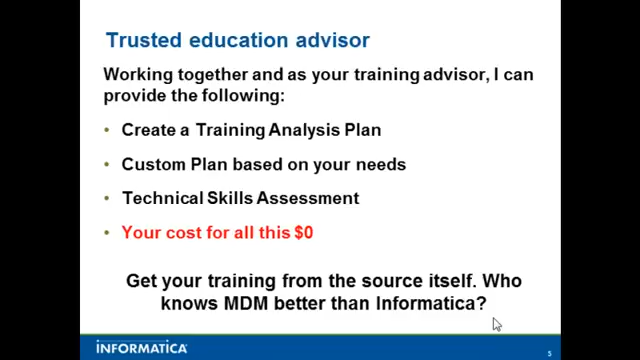 Trusted education advisor
Working together and as your training advisor, I can
provide the following:
• Create a Training Analysis Plan
• Custom Plan based on your needs
• Technical Skills Assessment
• Your cost for all this $0
Get your training from the source itself. Who
knows MDM better than Informatica?
INFORMATICA
5